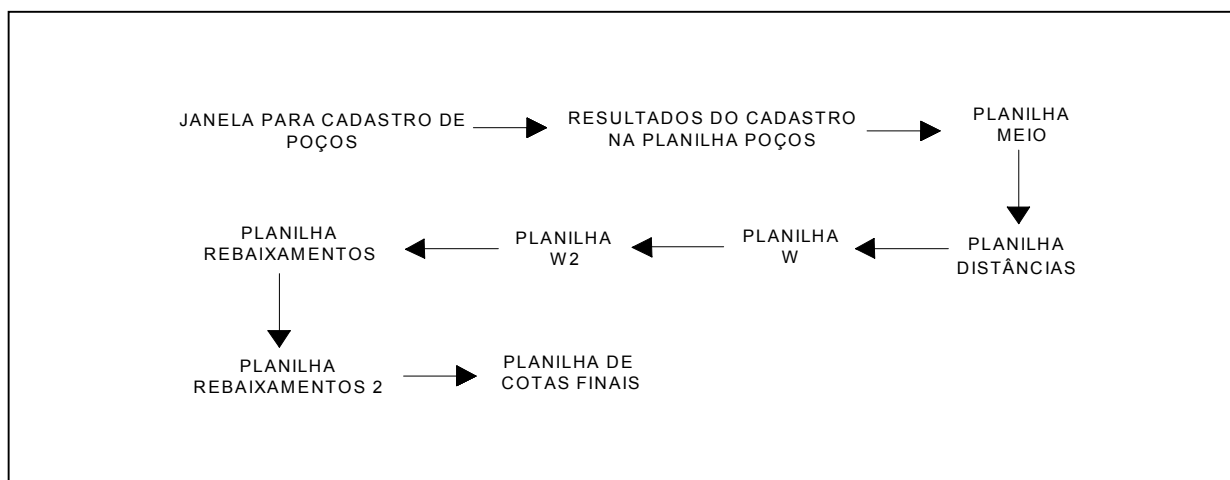 JANELA PARA CADASTRO DE
POÇOS
RESULTADOS DO CADASTRO
NA PLANILHA POÇOS
PLANILHA
MEIO
PLANILHA
DISTÂNCIAS
PLANILHA
W
PLANILHA
W2
PLANILHA
REBAIXAMENTOS
PLANILHA
REBAIXAMENTOS 2
PLANILHA DE
COTAS FINAIS